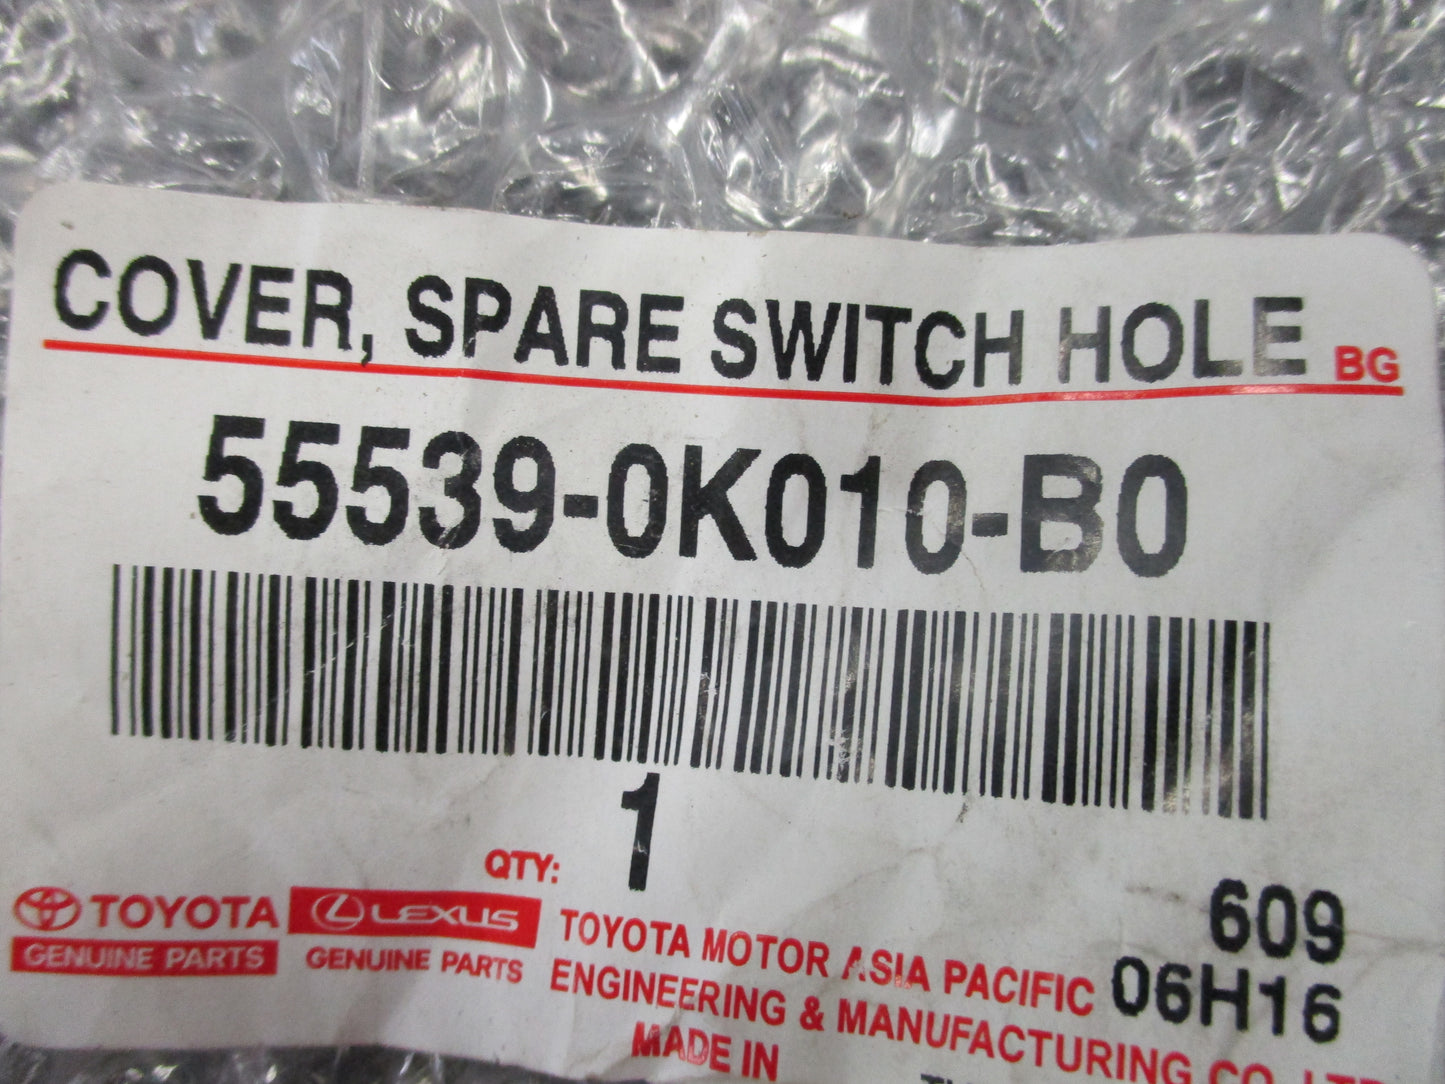 COVER, SPARE SWITCH HOLE BG
55539-0K010-B0
1
QTY:
609
TOYOTA LEXUS
GENUINE PARTS GENUINE PARTS
TOYOTA MOTOR ASIA PACIFIC 06H16
ENGINEERING & MANUFACTURING CO.,
MADE IN